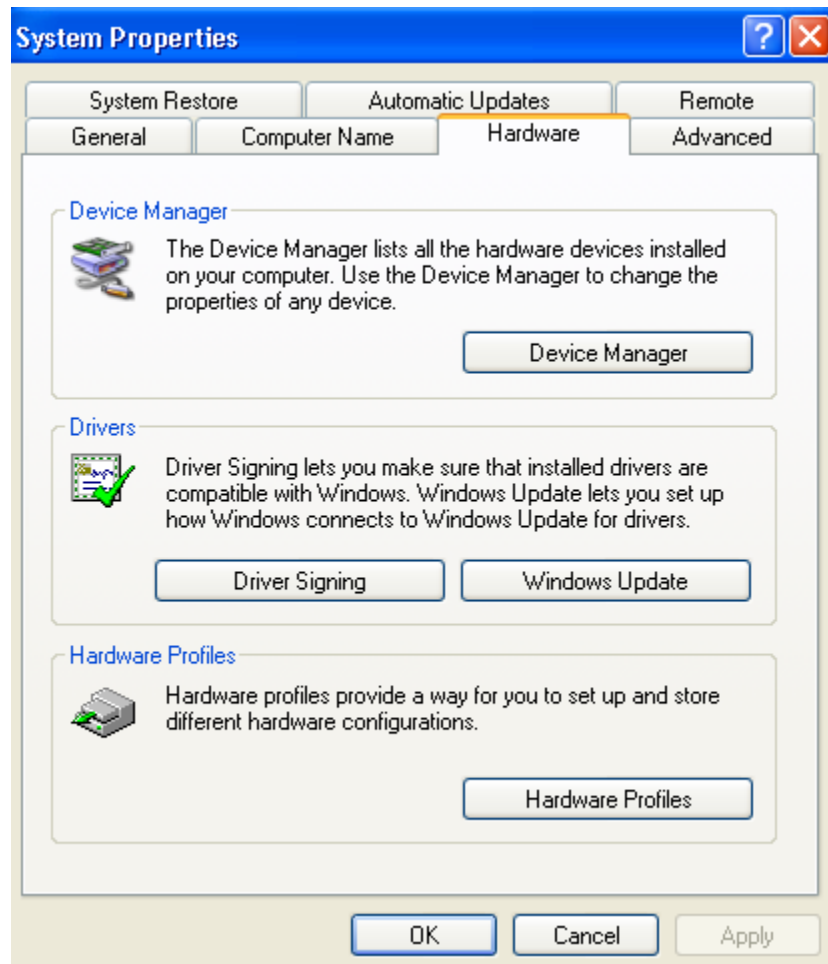 System Properties
System Restore Automatic Updates Remote
General Computer Name Hardware Advanced
Device Manager
The Device Manager lists all the hardware devices installed
on your computer. Use the Device Manager to change the
properties of any device.
Device Manager
Drivers
Driver Signing lets you make sure that installed drivers are
compatible with Windows. Windows Update lets you set up
how Windows connects to Windows Update for drivers.
Driver Signing Windows Update
Hardware Profiles
Hardware profiles provide a way for you to set up and store
different hardware configurations.
Hardware Profiles
OK Cancel Apply